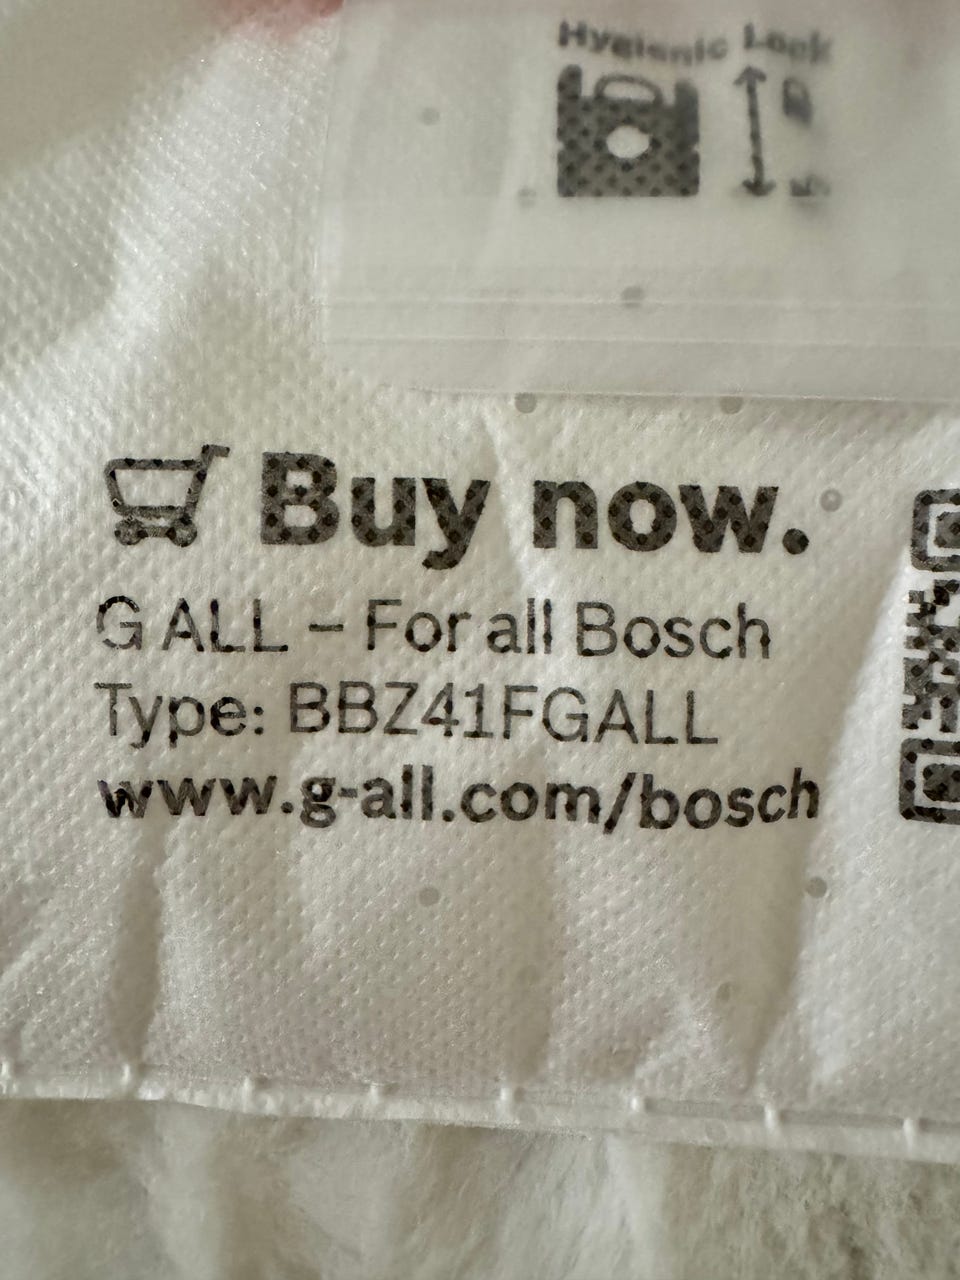 Hygienic Lock
Buy now.
G ALL – For all Bosch
Type: BBZ41FGALL
www.g-all.com/bosch